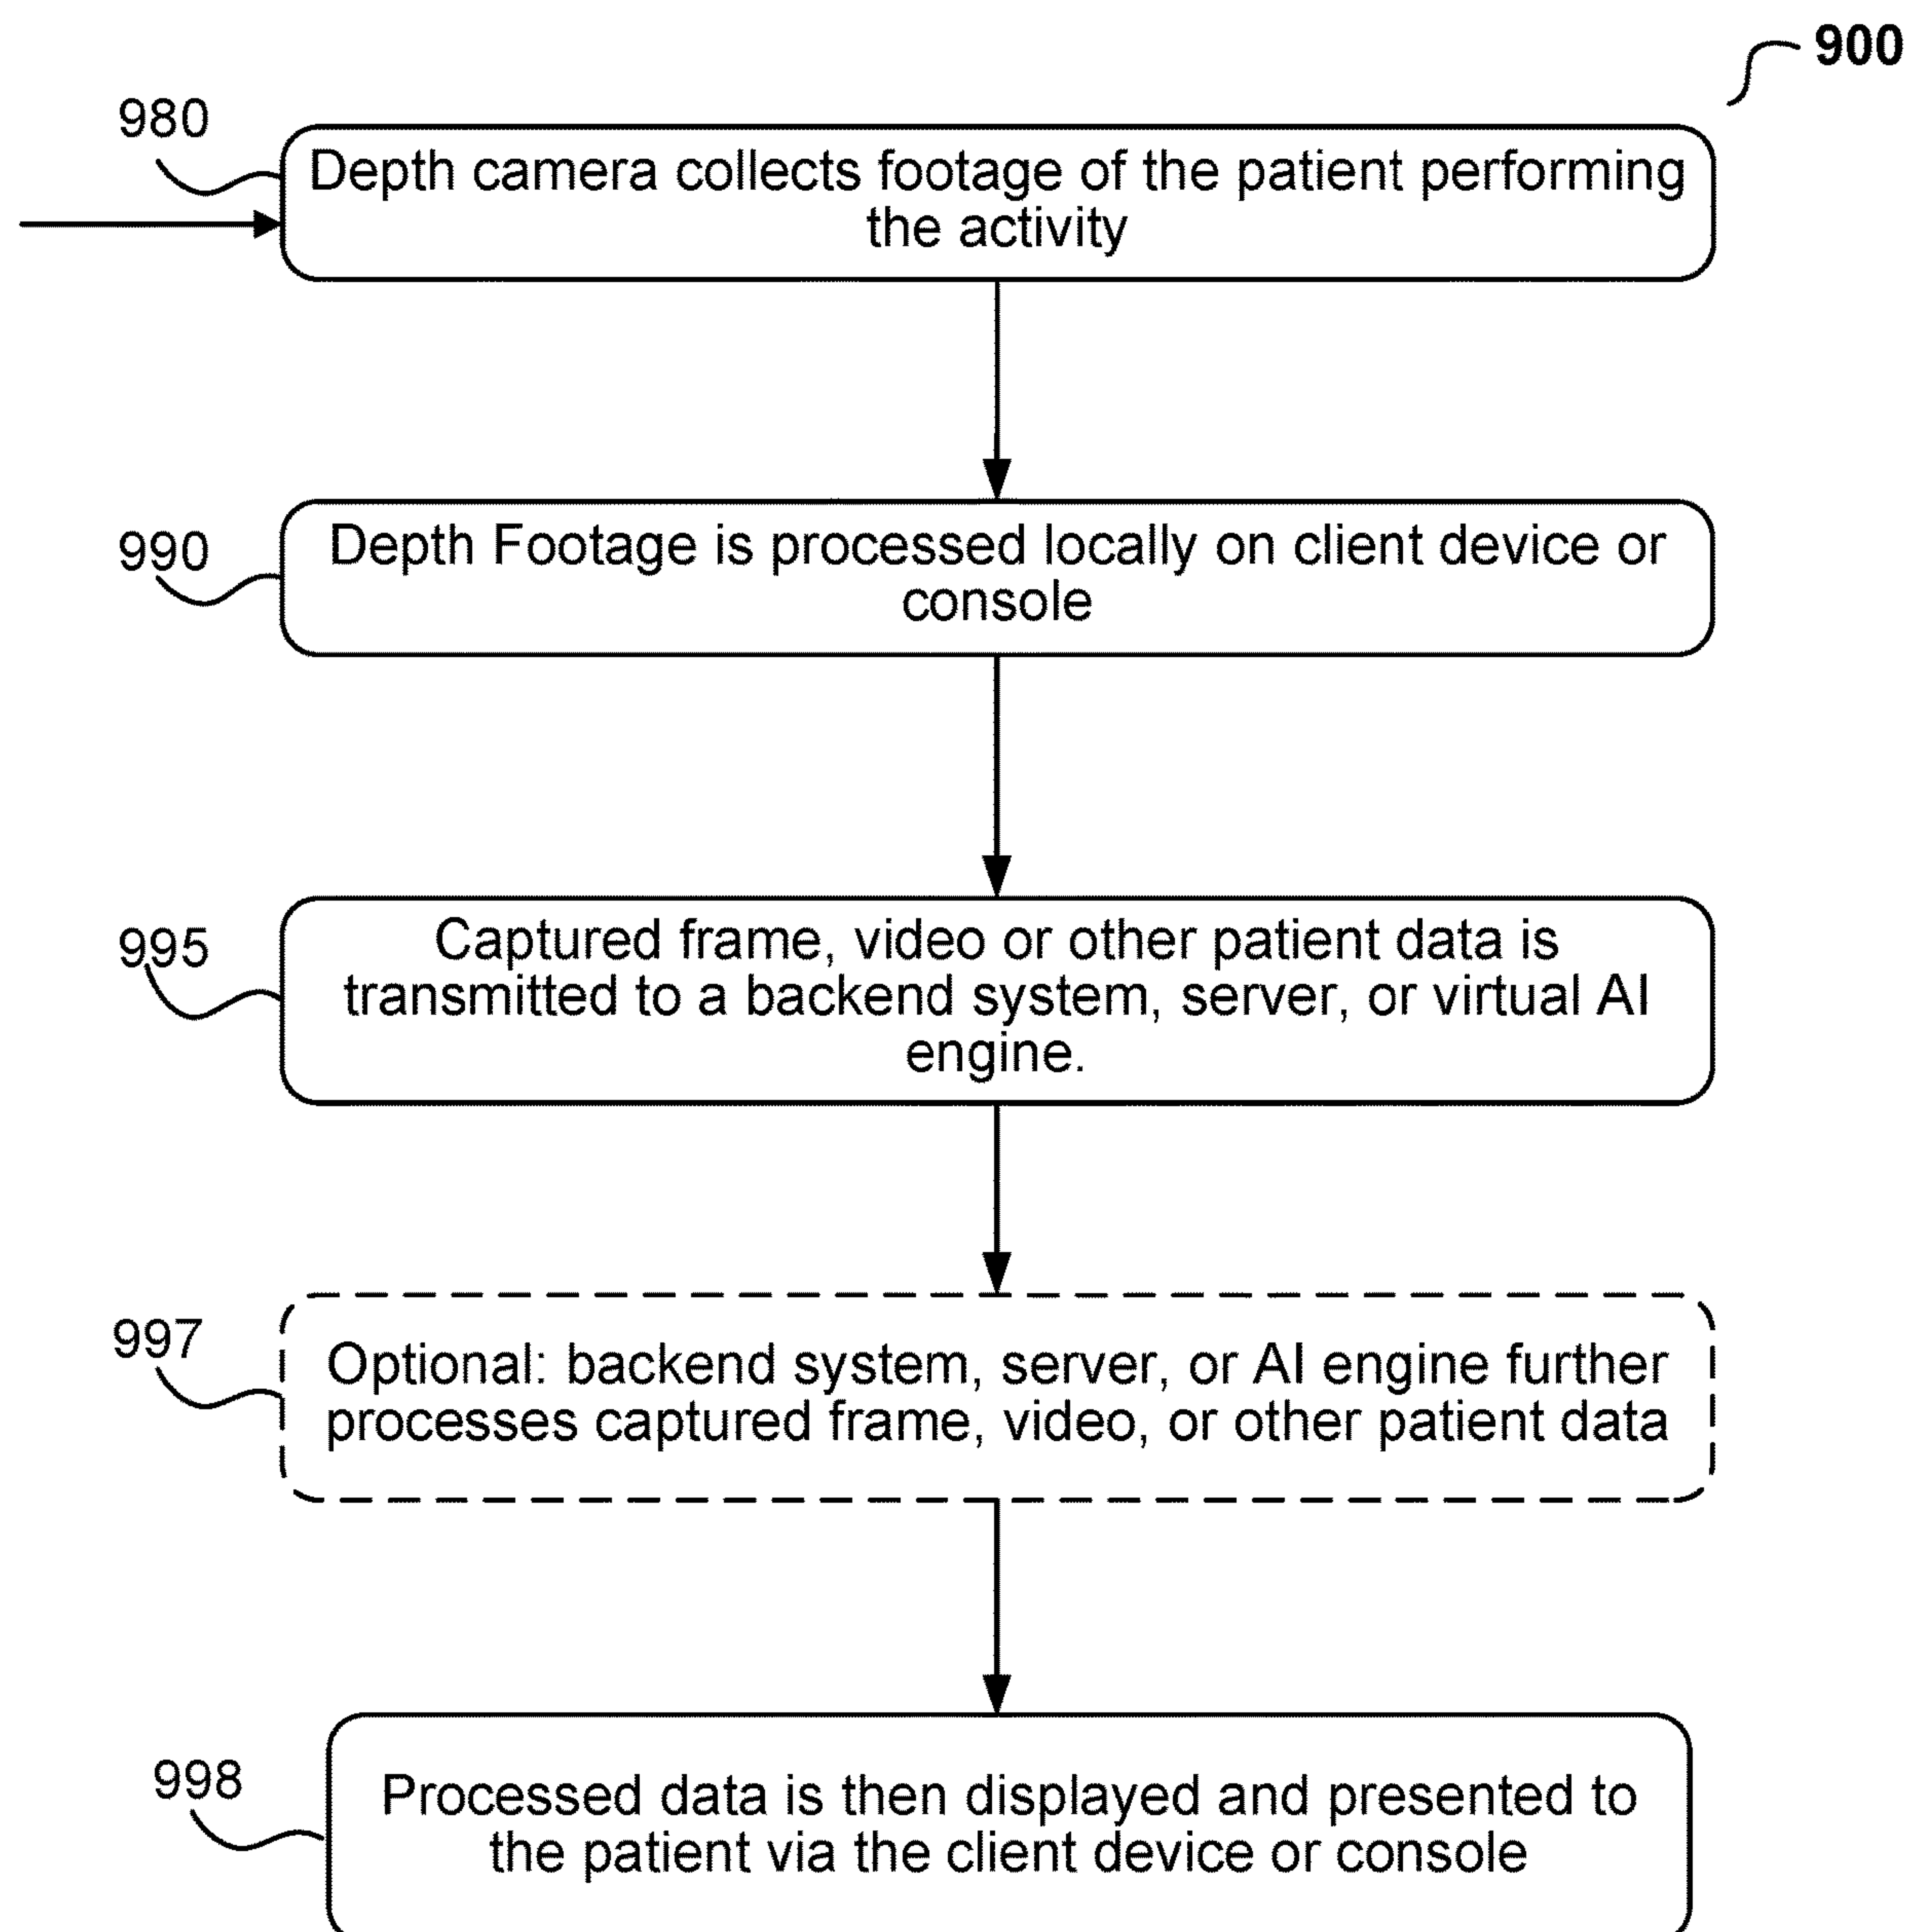 900
980
Depth camera collects footage of the patient performing
the activity
990
Depth Footage is processed locally on client device or
console
995
Captured frame, video or other patient data is
transmitted to a backend system, server, or virtual AI
engine.
997
Optional: backend system, server, or AI engine further
processes captured frame, video, or other patient data
998
Processed data is then displayed and presented to
the patient via the client device or console